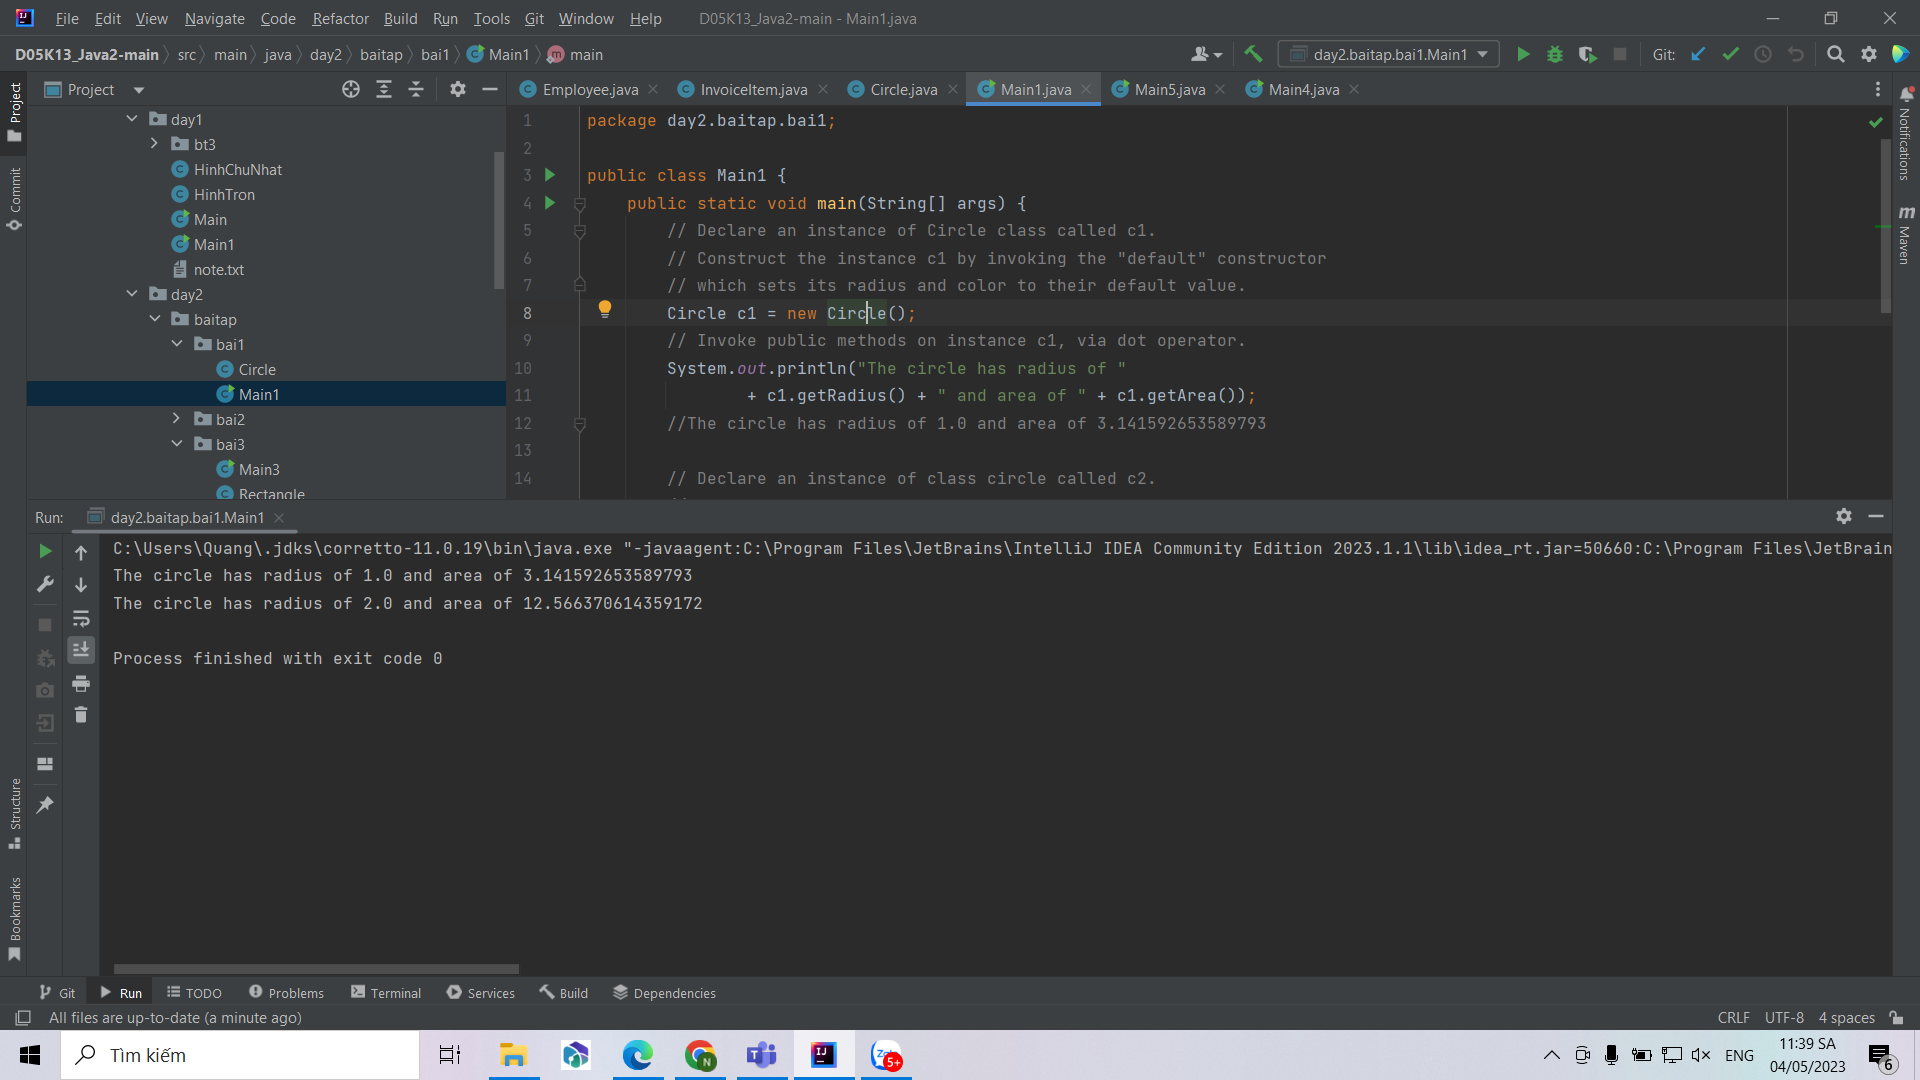 File Edit View Navigate Code Refactor Build Run Tools Git Window Help D05K13_Java2-main - Main1.java
D05K13_Java2-main src main java day2 baitap bai1 Main1 main day2.baitap.bai1.Main1 Git:
Project Employee.java InvoiceItem.java Circle.java Main1.java Main5.java Main4.java
Project
Commit
day1
bt3
HinhChuNhat
HinhTron
Main
Main1
note.txt
day2
baitap
bai1
Circle
Main1
bai2
bai3
Main3
Rectangle
1 package day2.baitap.bai1;
2
3 public class Main1 {
4 public static void main(String[] args) {
5 // Declare an instance of Circle class called c1.
6 // Construct the instance c1 by invoking the "default" constructor
7 // which sets its radius and color to their default value.
8 Circle c1 = new Circle();
9 // Invoke public methods on instance c1, via dot operator.
10 System.out.println("The circle has radius of "
11 + c1.getRadius() + " and area of " + c1.getArea());
12 //The circle has radius of 1.0 and area of 3.141592653589793
13
14 // Declare an instance of class circle called c2.
Notifications
Maven
Run: day2.baitap.bai1.Main1
C:\Users\Quang\.jdks\corretto-11.0.19\bin\java.exe "-javaagent:C:\Program Files\JetBrains\IntelliJ IDEA Community Edition 2023.1.1\lib\idea_rt.jar=50660:C:\Program Files\JetBrain
The circle has radius of 1.0 and area of 3.141592653589793
The circle has radius of 2.0 and area of 12.566370614359172
Process finished with exit code 0
Structure
Bookmarks
Git Run TODO Problems Terminal Services Build Dependencies
All files are up-to-date (a minute ago) CRLF UTF-8 4 spaces
Tìm kiếm 5+ ENG 11:39 SA
04/05/2023 6